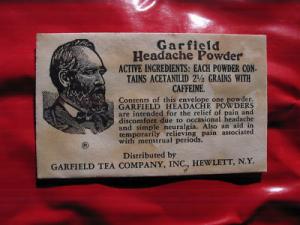 Garfield
Headache Powder
ACTIVE INGREDIENTS: EACH POWDER CON-
TAINS ACETANILID 2½ GRAINS WITH
CAFFEINE.
Contents of this envelope one powder.
GARFIELD HEADACHE POWDERS
are intended for the relief of pain and
discomfort due to occasional headache
and simple neuralgia. Also an aid in
temporarily relieving pain associated
with menstrual periods.
®
Distributed by
GARFIELD TEA COMPANY, INC., HEWLETT, N.Y.